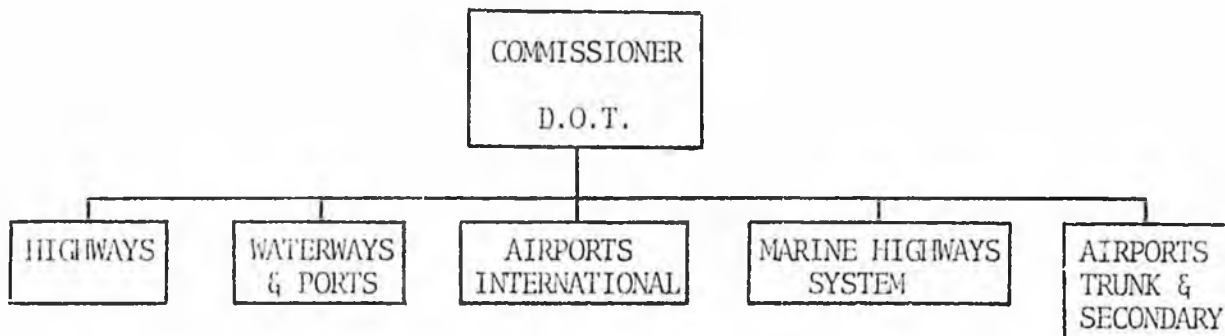 COMMISSIONER
D.O.T.
HIGHWAYS
WATERWAYS
& PORTS
AIRPORTS
INTERNATIONAL
MARINE HIGHWAYS
SYSTEM
AIRPORTS
TRUNK &
SECONDARY